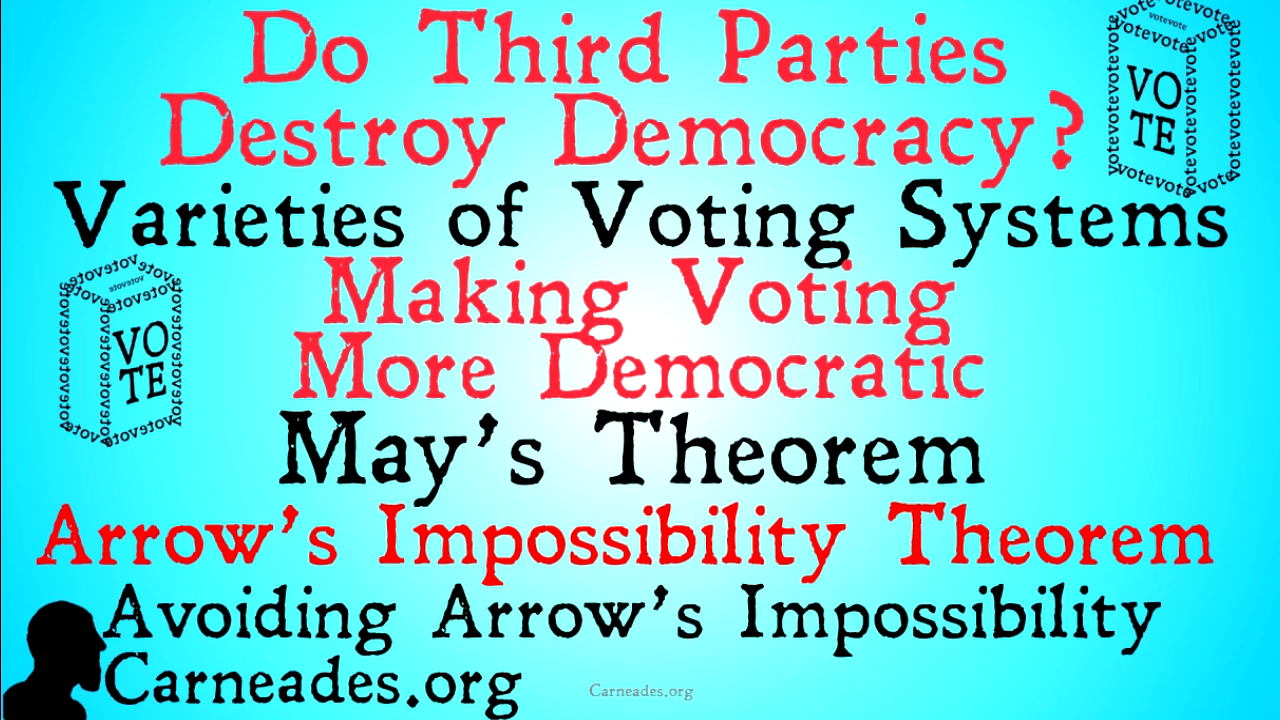 Do Third Parties
Destroy Democracy?
Varieties of Voting Systems
Making Voting
More Democratic
May's Theorem
Arrow's Impossibility Theorem
Avoiding Arrow's Impossibility
Carneades.org
Carneades.org
VO
TE
VO
TE